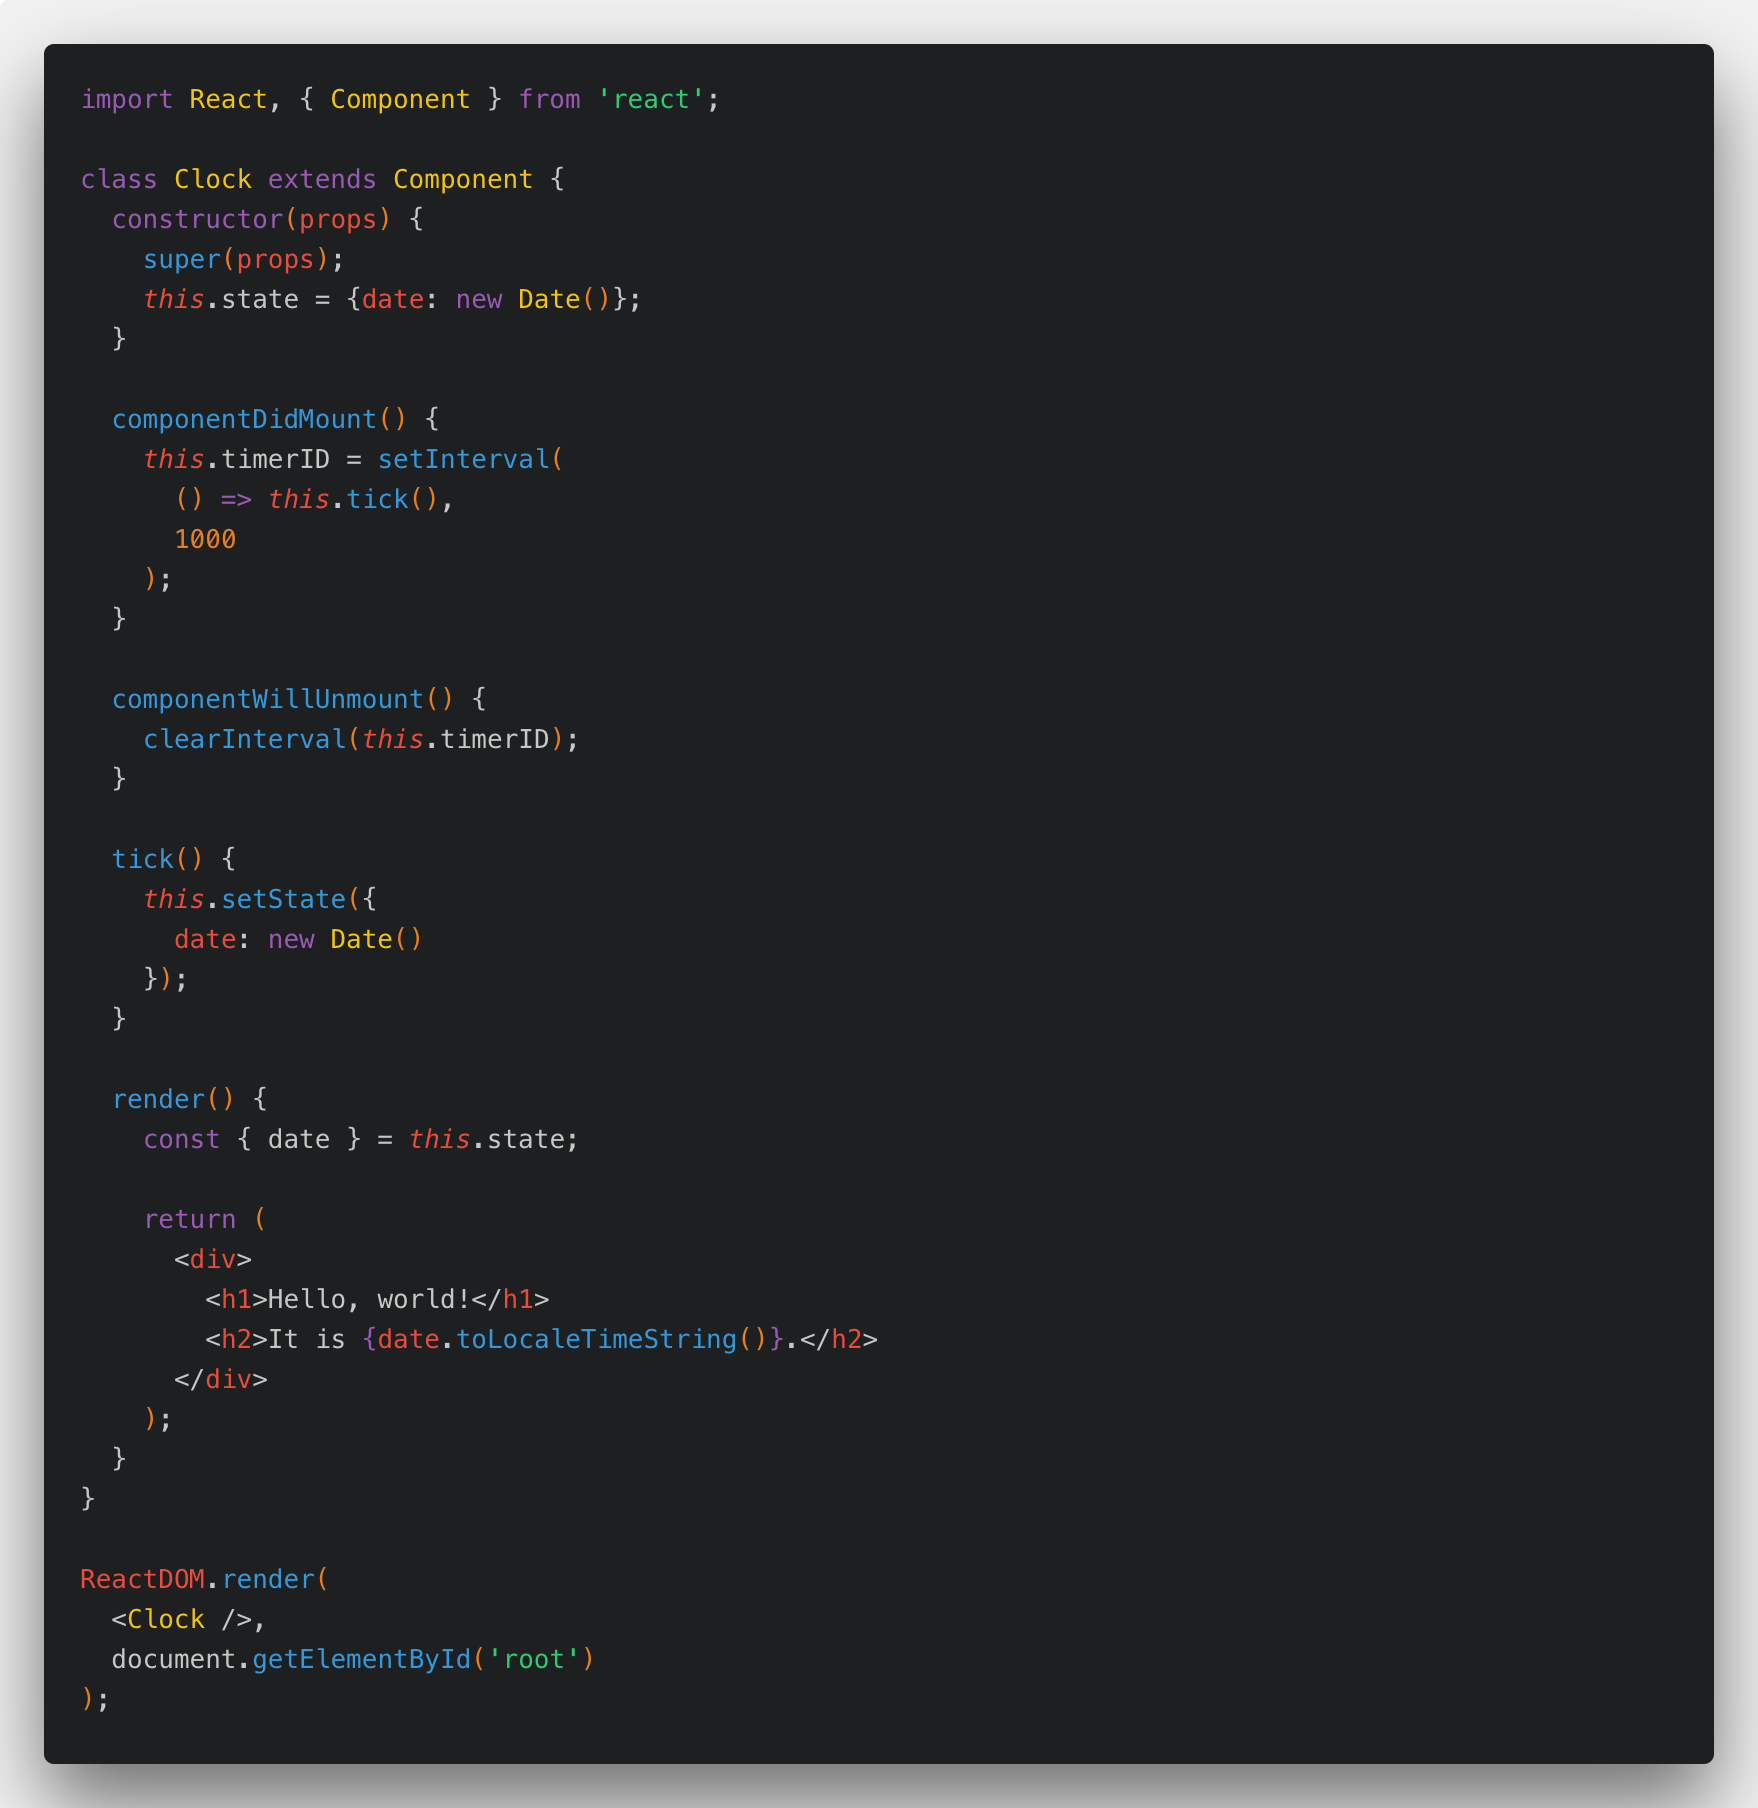 import React, { Component } from 'react';

class Clock extends Component {
  constructor(props) {
    super(props);
    this.state = {date: new Date()};
  }

  componentDidMount() {
    this.timerID = setInterval(
      () => this.tick(),
      1000
    );
  }

  componentWillUnmount() {
    clearInterval(this.timerID);
  }

  tick() {
    this.setState({
      date: new Date()
    });
  }

  render() {
    const { date } = this.state;

    return (
      <div>
        <h1>Hello, world!</h1>
        <h2>It is {date.toLocaleTimeString()}.</h2>
      </div>
    );
  }
}

ReactDOM.render(
  <Clock />,
  document.getElementById('root')
);